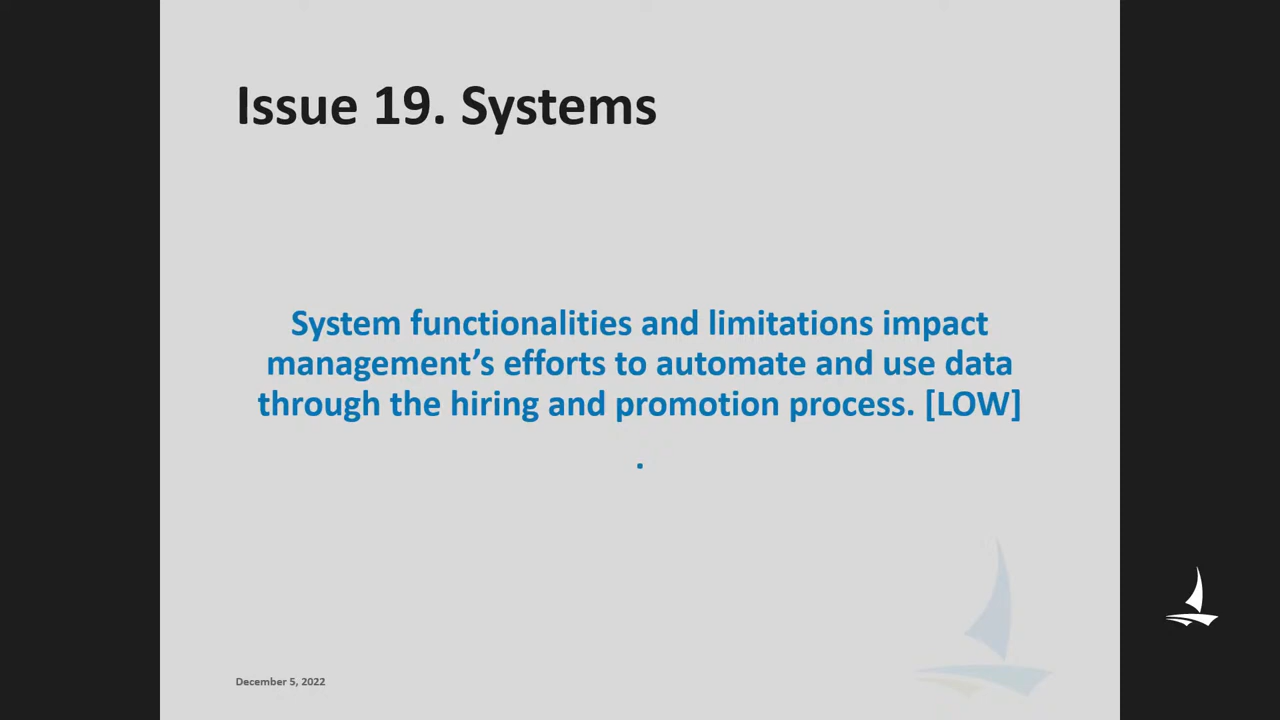 Issue 19. Systems
System functionalities and limitations impact
management’s efforts to automate and use data
through the hiring and promotion process. [LOW]
.
December 5, 2022